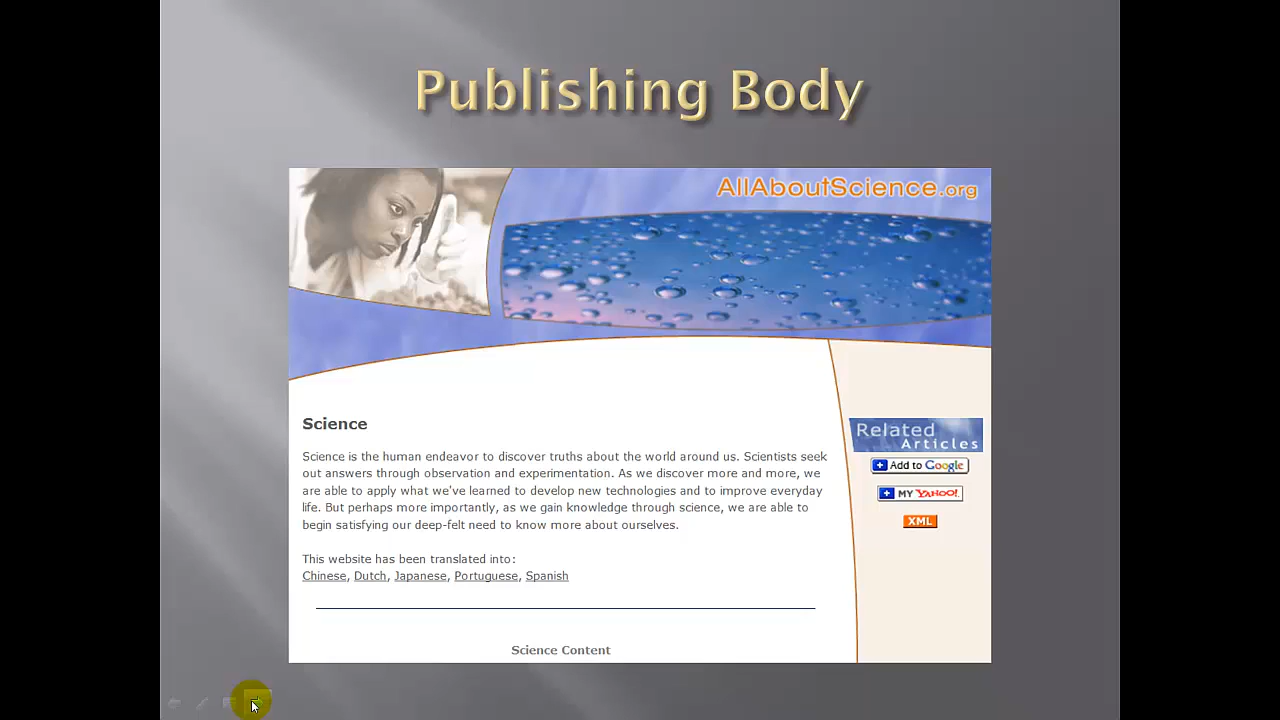 Publishing Body
AllAboutScience.org
Science
Science is the human endeavor to discover truths about the world around us. Scientists seek
out answers through observation and experimentation. As we discover more and more, we
are able to apply what we've learned to develop new technologies and to improve everyday
life. But perhaps more importantly, as we gain knowledge through science, we are able to
begin satisfying our deep-felt need to know more about ourselves.
This website has been translated into:
Chinese, Dutch, Japanese, Portuguese, Spanish
Science Content
Related
Articles
Add to Google
MY YAHOO!
XML